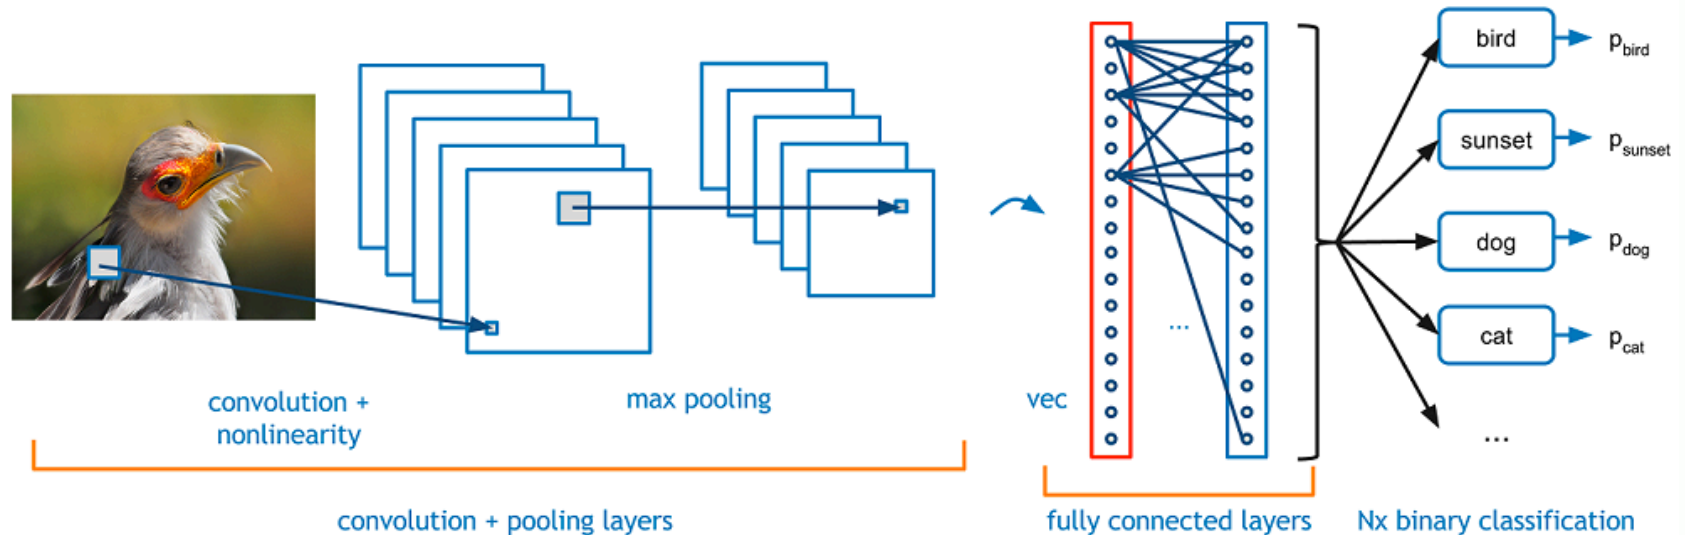 convolution +
nonlinearity
max pooling
vec
...
convolution + pooling layers
fully connected layers
Nx binary classification
bird
p_bird
sunset
p_sunset
dog
p_dog
cat
p_cat
...